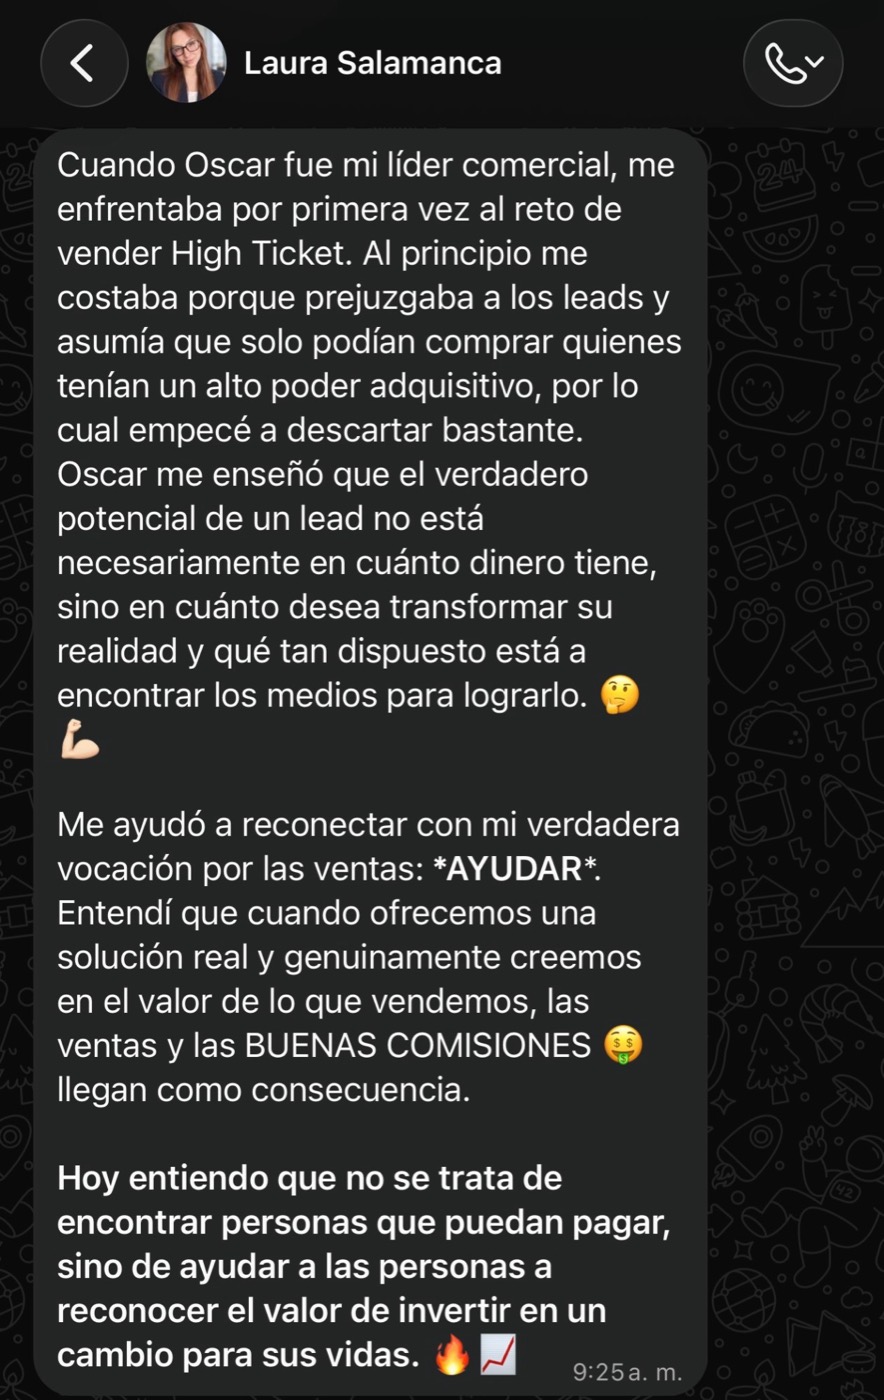 Laura Salamanca
Cuando Oscar fue mi líder comercial, me
enfrentaba por primera vez al reto de
vender High Ticket. Al principio me
costaba porque prejuzgaba a los leads y
asumía que solo podían comprar quienes
tenían un alto poder adquisitivo, por lo
cual empecé a descartar bastante.
Oscar me enseñó que el verdadero
potencial de un lead no está
necesariamente en cuánto dinero tiene,
sino en cuánto desea transformar su
realidad y qué tan dispuesto está a
encontrar los medios para lograrlo. 🤔
💪🏻
Me ayudó a reconectar con mi verdadera
vocación por las ventas: *AYUDAR*.
Entendí que cuando ofrecemos una
solución real y genuinamente creemos
en el valor de lo que vendemos, las
ventas y las BUENAS COMISIONES 🤑
llegan como consecuencia.
Hoy entiendo que no se trata de
encontrar personas que puedan pagar,
sino de ayudar a las personas a
reconocer el valor de invertir en un
cambio para sus vidas. 🔥 📈
9:25 a. m.